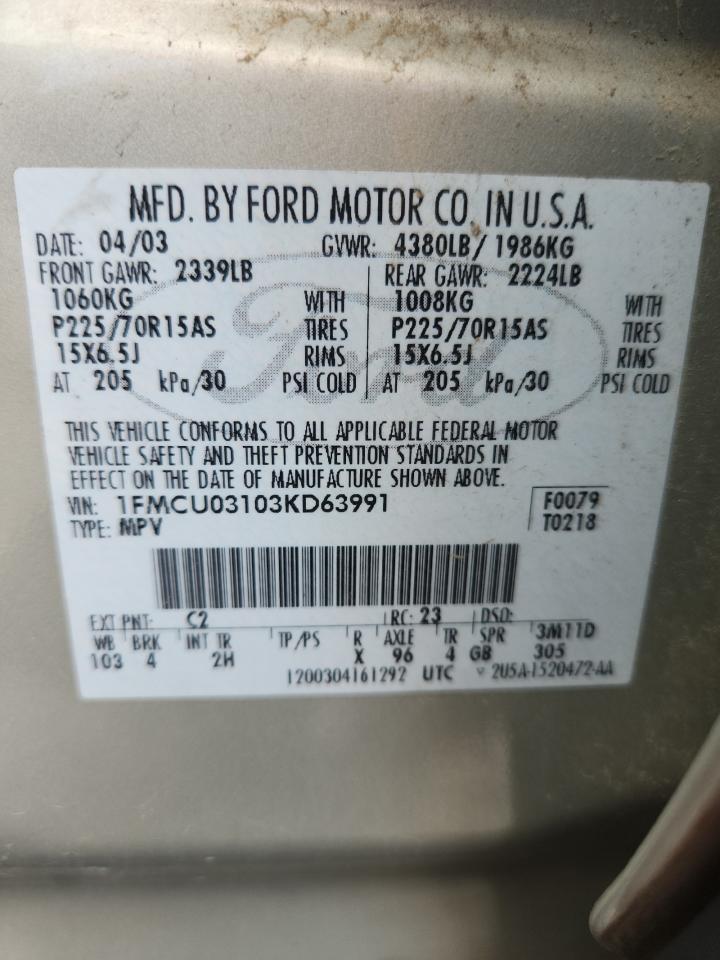 MFD. BY FORD MOTOR CO. IN U.S.A.
DATE: 04/03 GVWR: 4380LB/ 1986KG
FRONT GAWR: 2339LB REAR GAWR: 2224LB
1060KG WITH 1008KG WITH
P225/70R15AS TIRES P225/70R15AS TIRES
15X6.5J RIMS 15X6.5J RIMS
AT 205 kPa/30 PSI COLD AT 205 kPa/30 PSI COLD
Ford
THIS VEHICLE CONFORMS TO ALL APPLICABLE FEDERAL MOTOR
VEHICLE SAFETY AND THEFT PREVENTION STANDARDS IN
EFFECT ON THE DATE OF MANUFACTURE SHOWN ABOVE.
VIN: 1FMCU03103KD63991 F0079
TYPE: MPV T0218
EXT PNT: C2 RC: 23 DSO:
WB BRK INT TR TP/PS R AXLE TR SPR 3M11D
103 4 2H X 96 4 GB 305
1200304161292 UTC 2U5A-1520472-AA